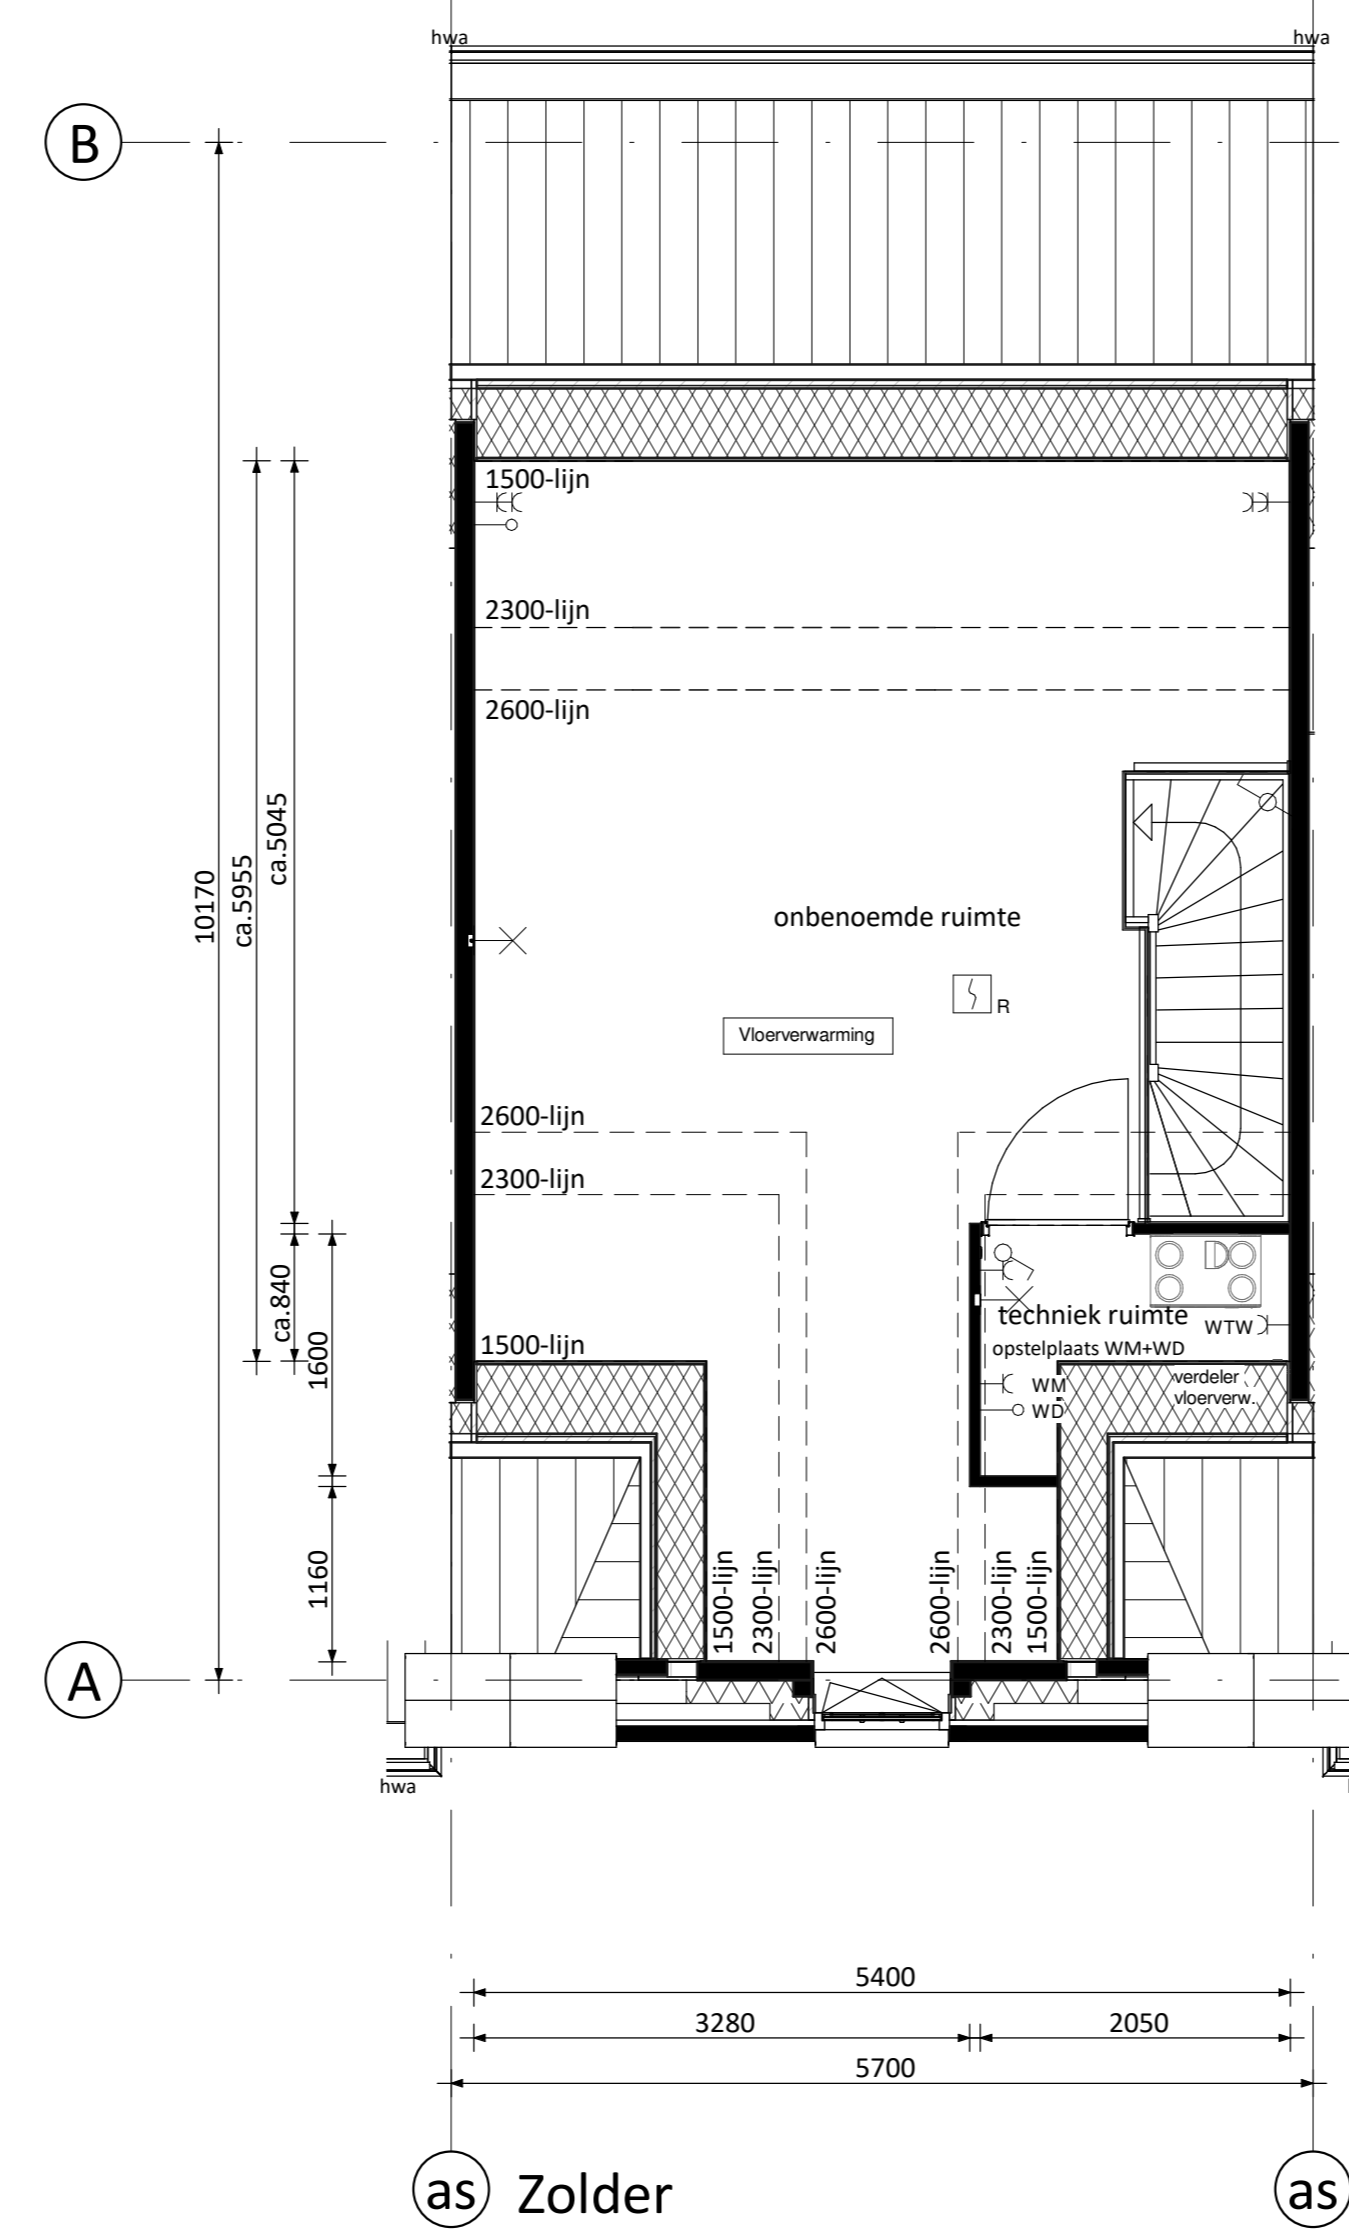 hwa
hwa
B
1500-lijn
2300-lijn
2600-lijn
10170
ca.5955
ca.5045
onbenoemde ruimte
R
Vloerverwarming
2600-lijn
2300-lijn
ca.840
1600
techniek ruimte
WTW
opstelplaats WM+WD
1500-lijn
verdeler
vloerverw.
WM
WD
1160
1500-lijn
2300-lijn
2600-lijn
2600-lijn
2300-lijn
1500-lijn
A
hwa
5400
3280
2050
5700
as
Zolder
as